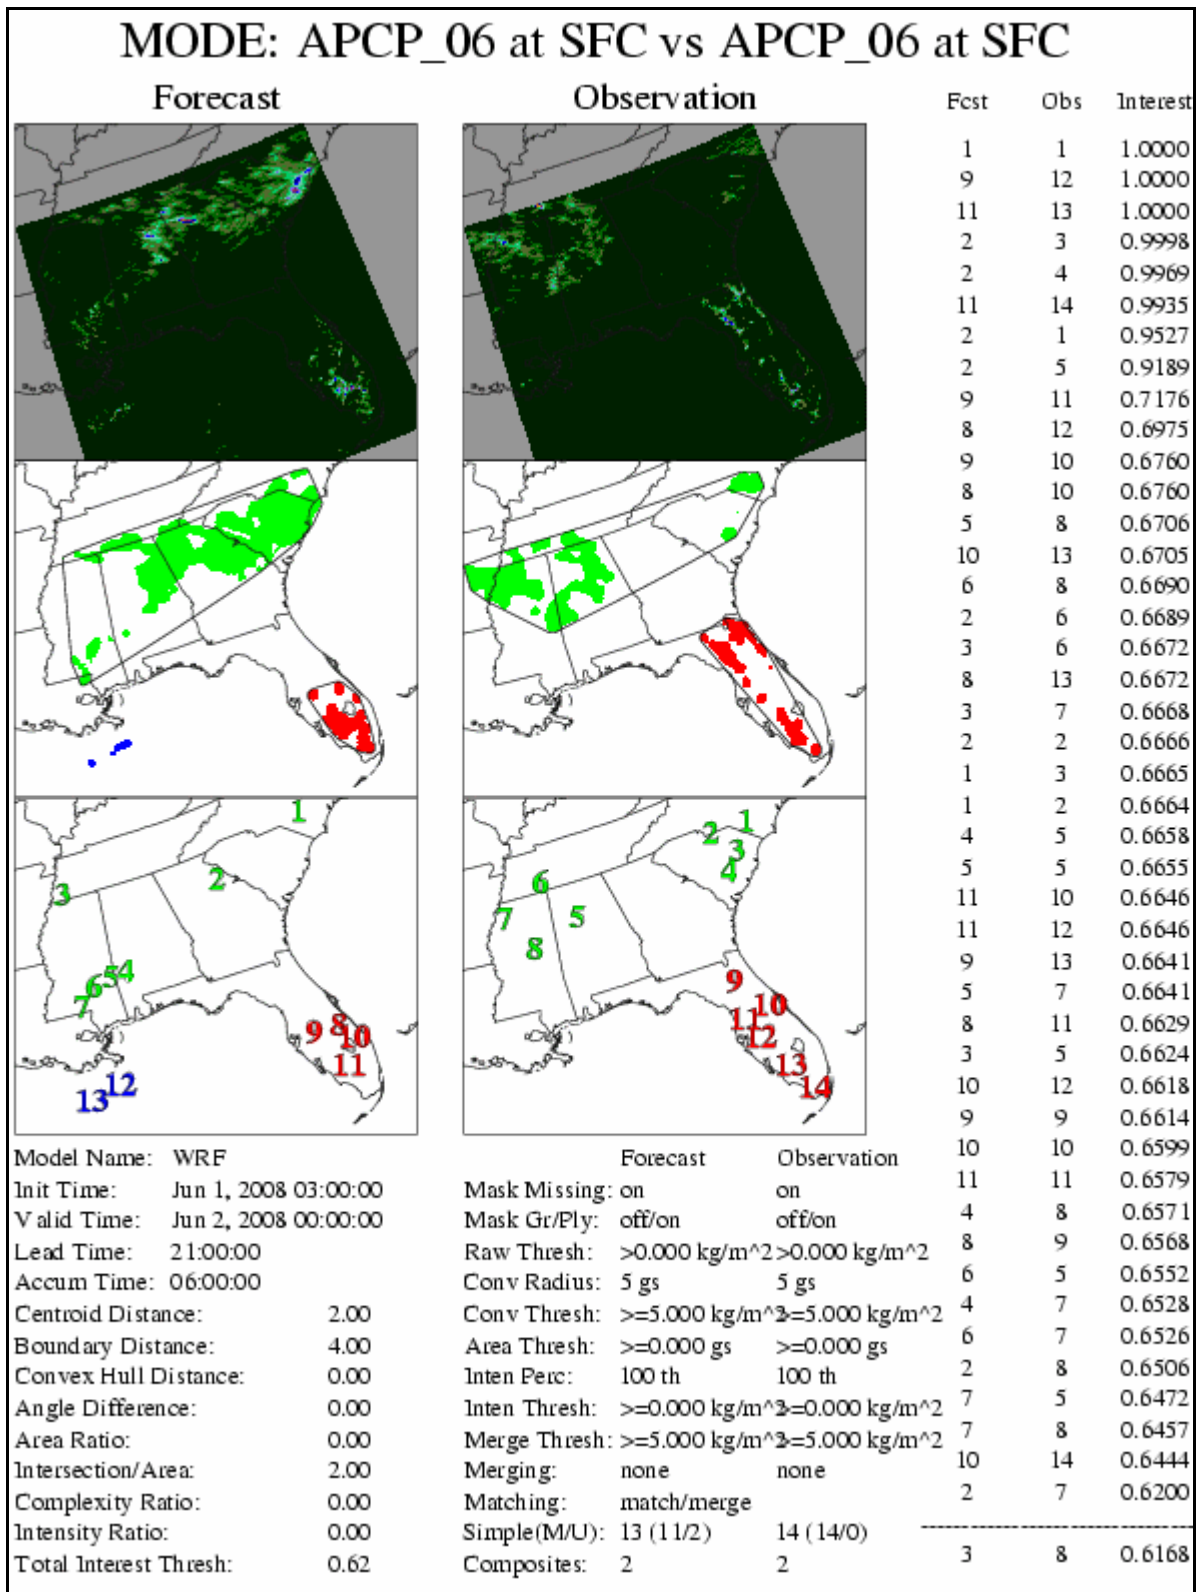 MODE: APCP_06 at SFC vs APCP_06 at SFC
Forecast Observation Fcst Obs Interest
1 1 1.0000
9 12 1.0000
11 13 1.0000
2 3 0.9998
2 4 0.9969
11 14 0.9935
2 1 0.9527
2 5 0.9189
9 11 0.7176
8 12 0.6975
9 10 0.6760
8 10 0.6760
5 8 0.6706
10 13 0.6705
6 8 0.6690
2 6 0.6689
3 6 0.6672
8 13 0.6672
3 7 0.6668
2 2 0.6666
1 3 0.6665
1 2 0.6664
4 5 0.6658
5 5 0.6655
11 10 0.6646
11 12 0.6646
9 13 0.6641
5 7 0.6641
8 11 0.6629
3 5 0.6624
10 12 0.6618
9 9 0.6614
10 10 0.6599
11 11 0.6579
4 8 0.6571
8 9 0.6568
6 5 0.6552
4 7 0.6528
6 7 0.6526
2 8 0.6506
7 5 0.6472
7 8 0.6457
10 14 0.6444
2 7 0.6200
3 8 0.6168
1
2
3
5 4
6
7
8
9 10
11
12
13
1
2
3
4
6
5
7
8
9
10
11
12
13
14
Model Name: WRF
Init Time: Jun 1, 2008 03:00:00
Valid Time: Jun 2, 2008 00:00:00
Lead Time: 21:00:00
Accum Time: 06:00:00
Centroid Distance: 2.00
Boundary Distance: 4.00
Convex Hull Distance: 0.00
Angle Difference: 0.00
Area Ratio: 0.00
Intersection/Area: 2.00
Complexity Ratio: 0.00
Intensity Ratio: 0.00
Total Interest Thresh: 0.62
Forecast Observation
Mask Missing: on on
Mask Gr/Ply: off/on off/on
Raw Thresh: >0.000 kg/m^2 >0.000 kg/m^2
Conv Radius: 5 gs 5 gs
Conv Thresh: >=5.000 kg/m^2 >=5.000 kg/m^2
Area Thresh: >=0.000 gs >=0.000 gs
Inten Perc: 100 th 100 th
Inten Thresh: >=0.000 kg/m^2 >=0.000 kg/m^2
Merge Thresh: >=5.000 kg/m^2 >=5.000 kg/m^2
Merging: none none
Matching: match/merge
Simple(M/U): 13 (11/2) 14 (14/0)
Composites: 2 2